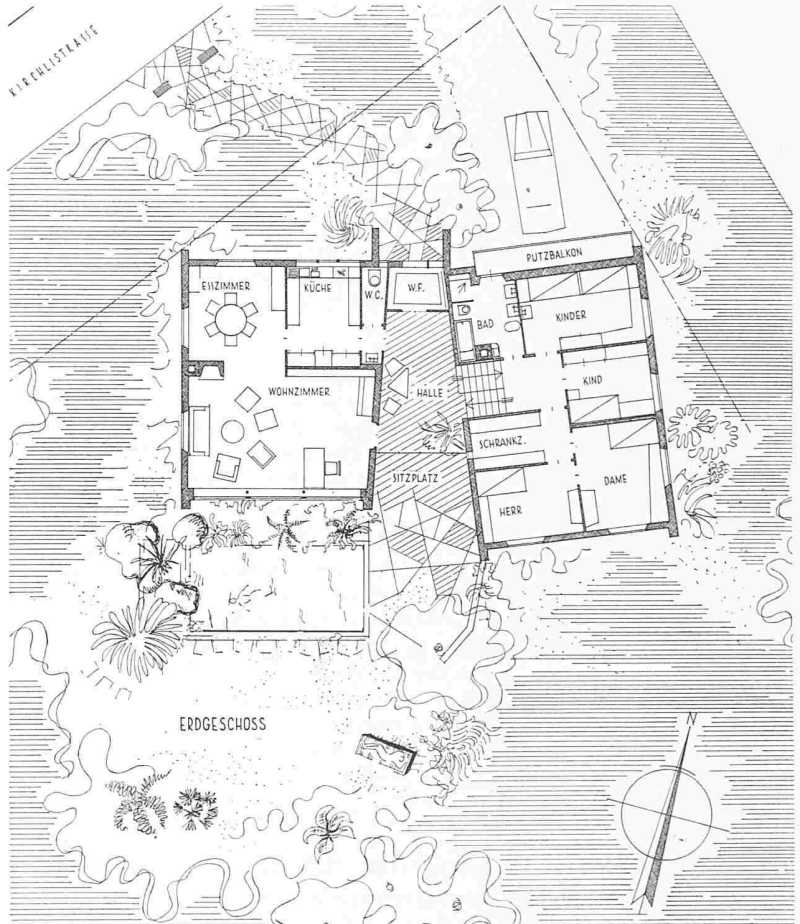 KIRCHLISTRASSE
PUTZBALKON
ESSZIMMER
KÜCHE
W.C.
W.F.
BAD
KINDER
WOHNZIMMER
HALLE
KIND
SCHRANKZ.
SITZPLATZ
DAME
HERR
ERDGESCHOSS
N